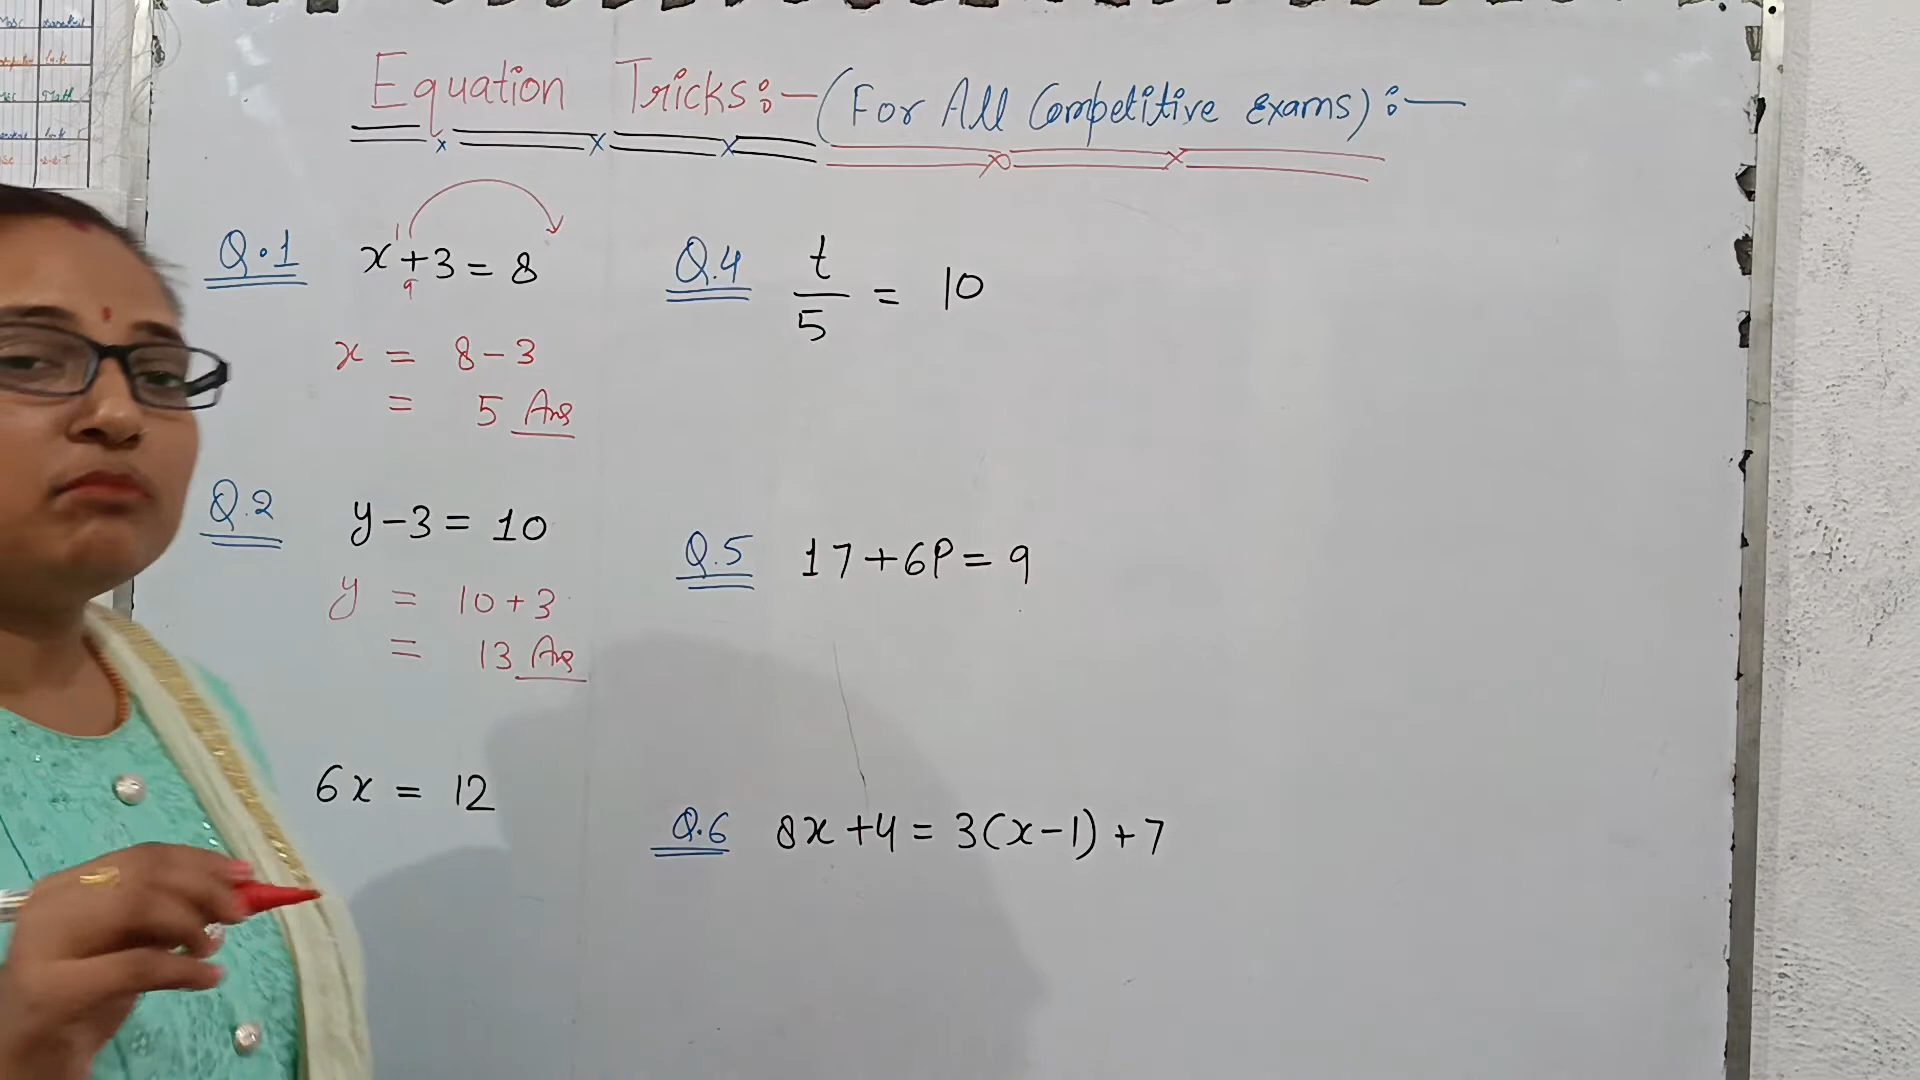 Equation Tricks:- (For All Competitive Exams):-
Q.1 x+3=8
x = 8-3
= 5 Ans
Q.2 y-3=10
y = 10+3
= 13 Ans
6x = 12
Q.4 t/5 = 10
Q.5 17+6P=9
Q.6 8x+4=3(x-1)+7